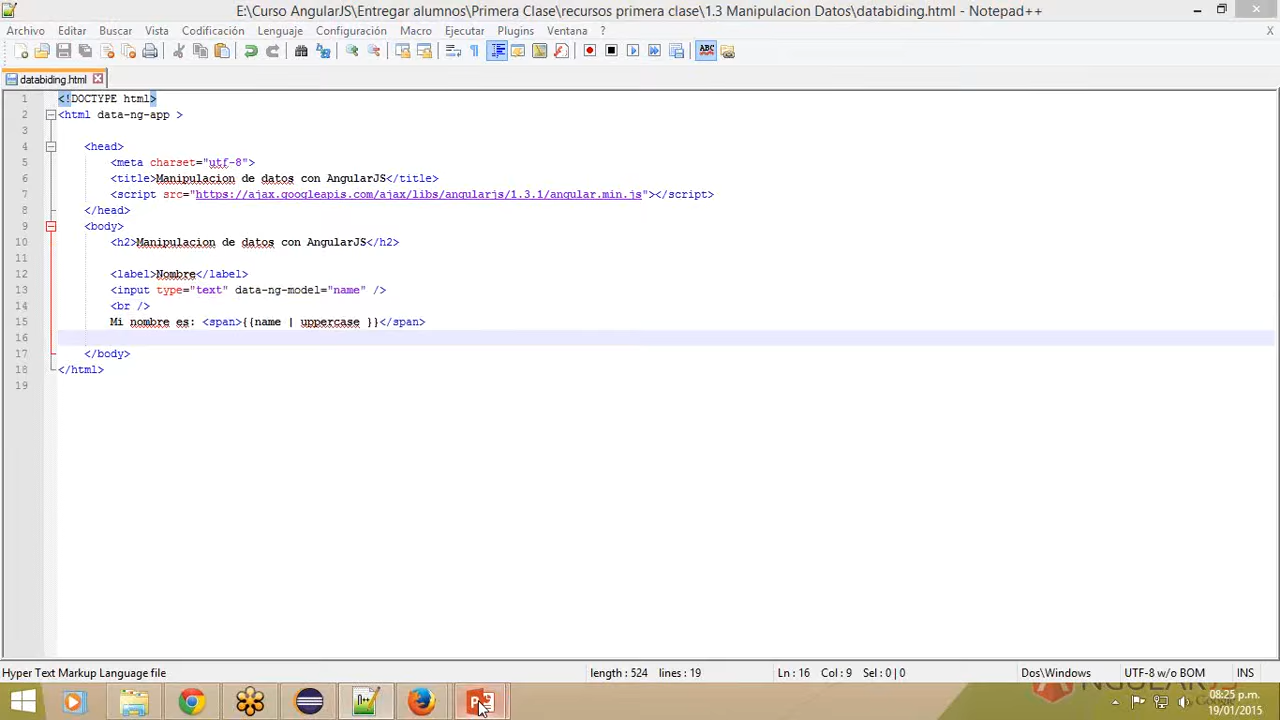 E:\Curso AngularJS\Entregar alumnos\Primera Clase\recursos primera clase\1.3 Manipulacion Datos\databiding.html - Notepad++
Archivo Editar Buscar Vista Codificación Lenguaje Configuración Macro Ejecutar Plugins Ventana ? X
ABC
databiding.html
1 <!DOCTYPE html>
2 <html data-ng-app >
3
4 <head>
5 <meta charset="utf-8">
6 <title>Manipulacion de datos con AngularJS</title>
7 <script src="https://ajax.googleapis.com/ajax/libs/angularjs/1.3.1/angular.min.js"></script>
8 </head>
9 <body>
10 <h2>Manipulacion de datos con AngularJS</h2>
11
12 <label>Nombre</label>
13 <input type="text" data-ng-model="name" />
14 <br />
15 Mi nombre es: <span>{{name | uppercase }}</span>
16
17 </body>
18 </html>
19
Hyper Text Markup Language file length : 524 lines : 19 Ln : 16 Col : 9 Sel : 0 | 0 Dos\Windows UTF-8 w/o BOM INS
08:25 p.m.
19/01/2015